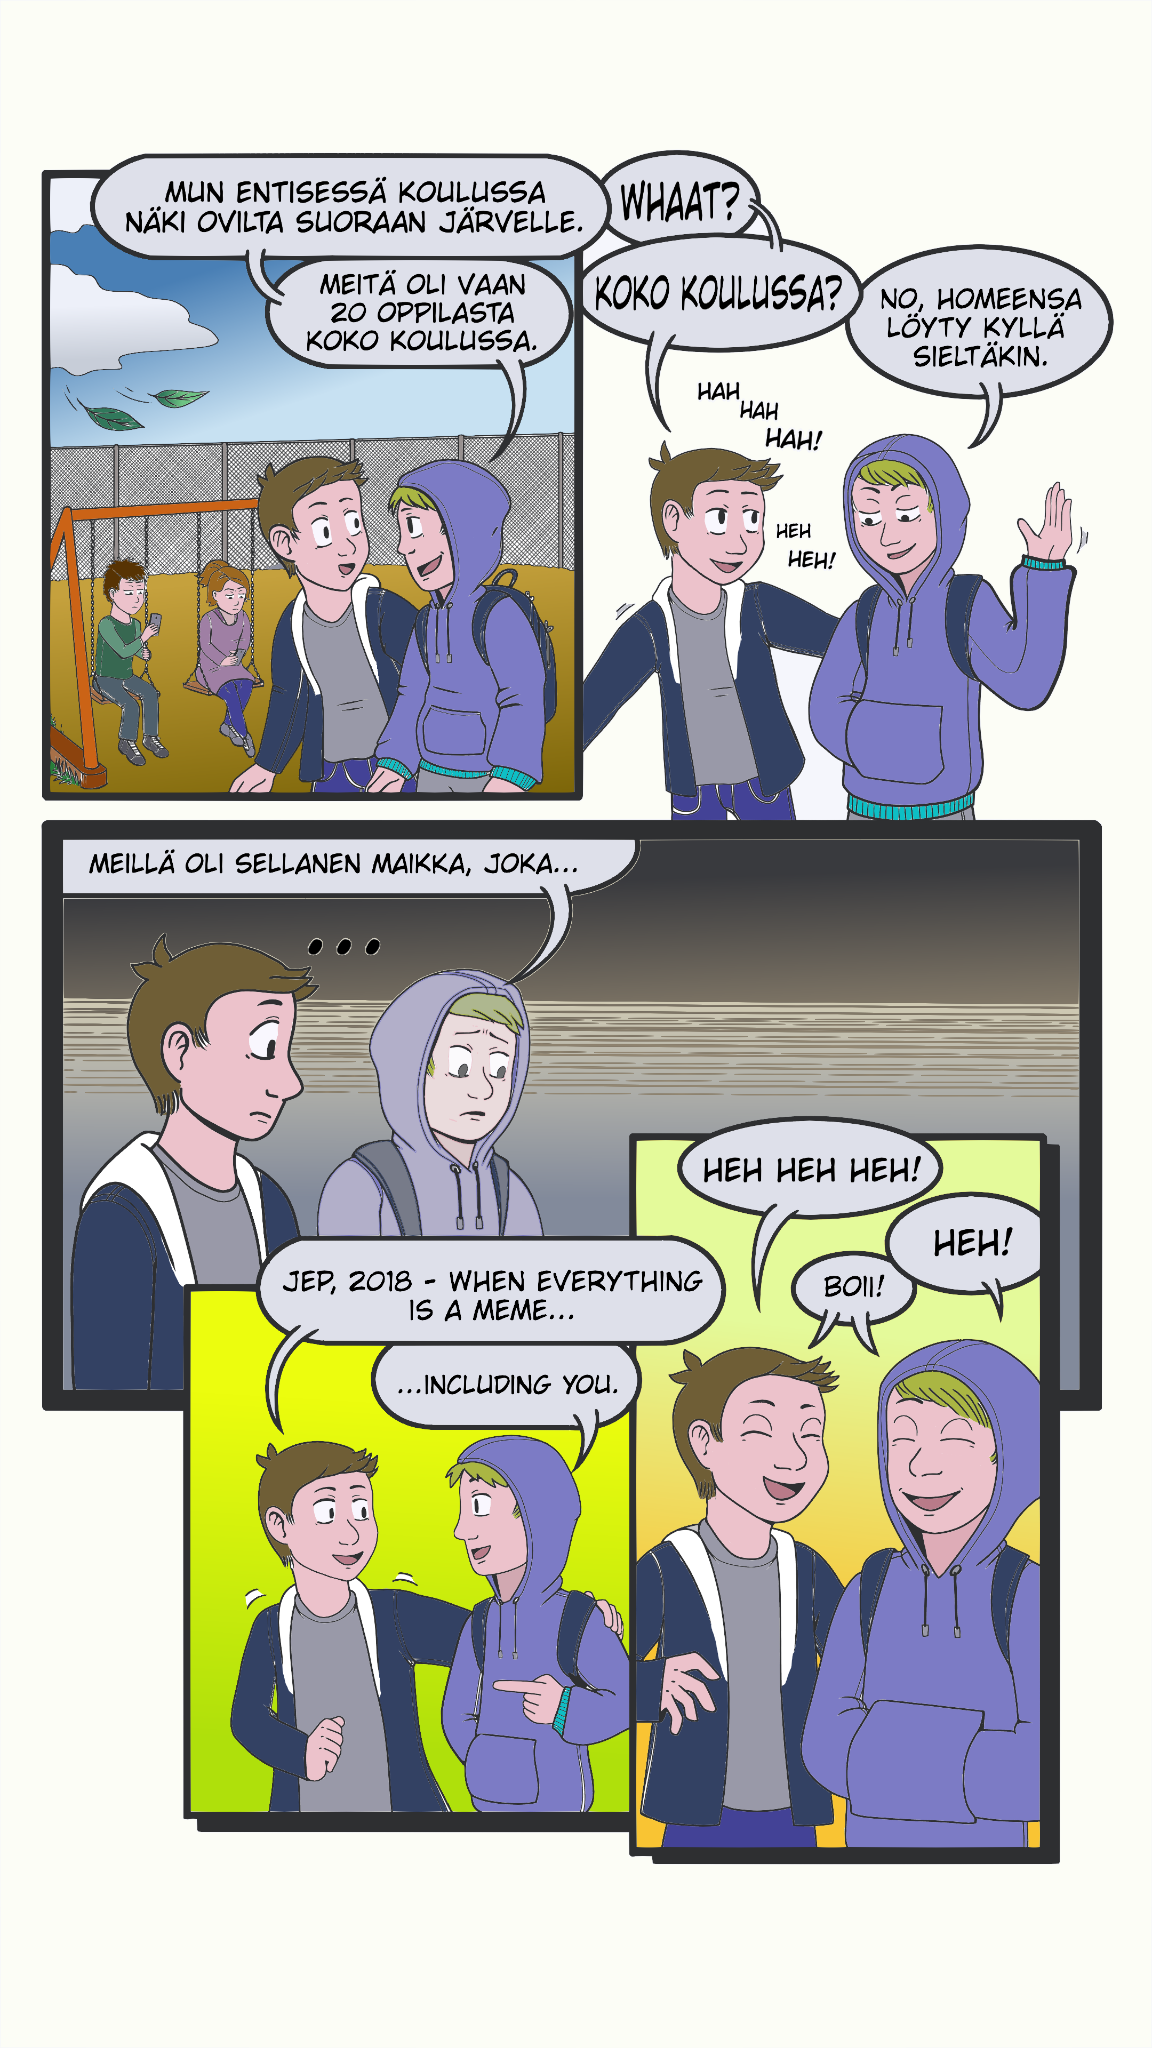 MUN ENTISESSÄ KOULUSSA
NÄKI OVILTA SUORAAN JÄRVELLE.
MEITÄ OLI VAAN
20 OPPILASTA
KOKO KOULUSSA.
WHAAT?
KOKO KOULUSSA?
NO, HOMEENSA
LÖYTY KYLLÄ
SIELTÄKIN.
HAH
HAH
HAH!
HEH
HEH!
MEILLÄ OLI SELLANEN MAIKKA, JOKA...
...
JEP, 2018 - WHEN EVERYTHING
IS A MEME...
...INCLUDING YOU.
HEH HEH HEH!
BOII!
HEH!